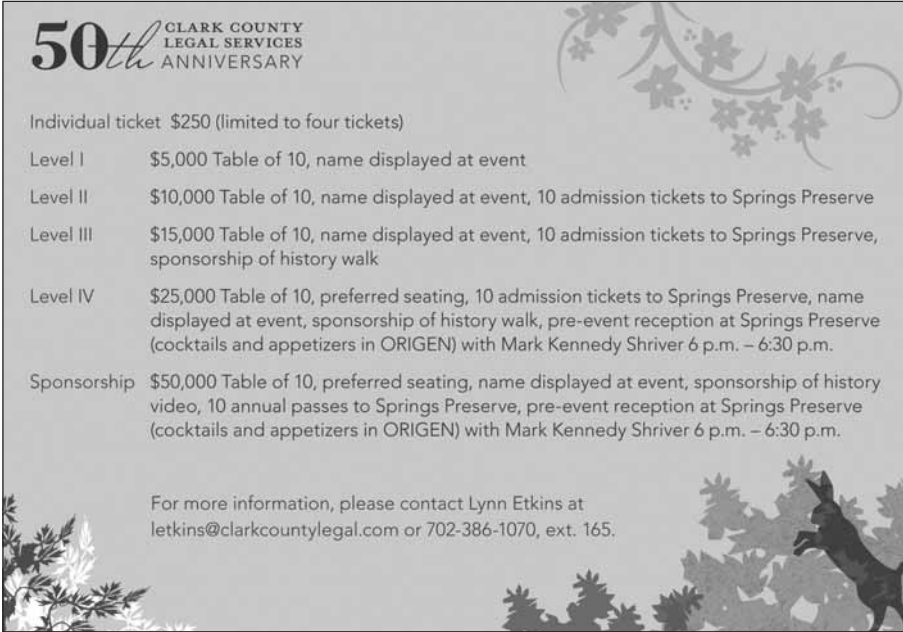 50th CLARK COUNTY
LEGAL SERVICES
ANNIVERSARY
Individual ticket $250 (limited to four tickets)
Level I $5,000 Table of 10, name displayed at event
Level II $10,000 Table of 10, name displayed at event, 10 admission tickets to Springs Preserve
Level III $15,000 Table of 10, name displayed at event, 10 admission tickets to Springs Preserve,
sponsorship of history walk
Level IV $25,000 Table of 10, preferred seating, 10 admission tickets to Springs Preserve, name
displayed at event, sponsorship of history walk, pre-event reception at Springs Preserve
(cocktails and appetizers in ORIGEN) with Mark Kennedy Shriver 6 p.m. – 6:30 p.m.
Sponsorship $50,000 Table of 10, preferred seating, name displayed at event, sponsorship of history
video, 10 annual passes to Springs Preserve, pre-event reception at Springs Preserve
(cocktails and appetizers in ORIGEN) with Mark Kennedy Shriver 6 p.m. – 6:30 p.m.
For more information, please contact Lynn Etkins at
letkins@clarkcountylegal.com or 702-386-1070, ext. 165.